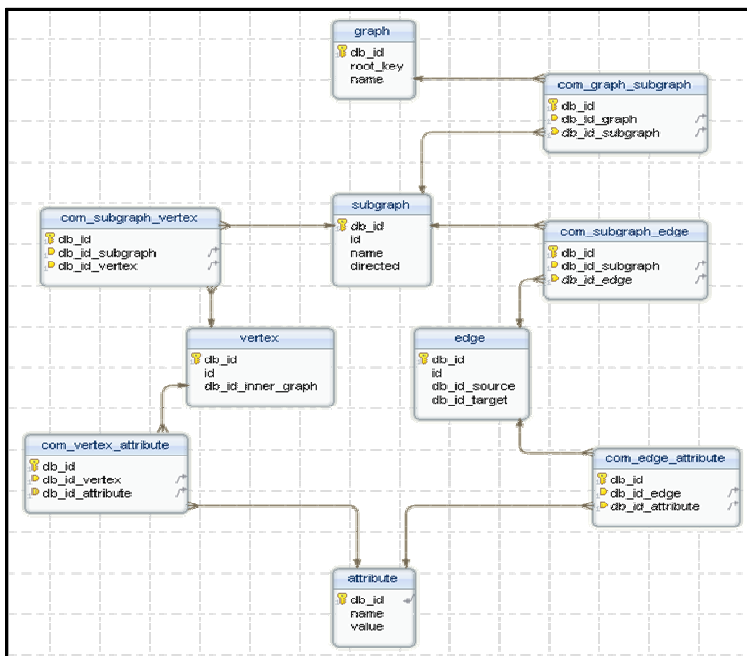 graph
db_id
root_key
name
com_graph_subgraph
db_id
db_id_graph
db_id_subgraph
com_subgraph_vertex
db_id
db_id_subgraph
db_id_vertex
subgraph
db_id
id
name
directed
com_subgraph_edge
db_id
db_id_subgraph
db_id_edge
vertex
db_id
id
db_id_inner_graph
edge
db_id
id
db_id_source
db_id_target
com_vertex_attribute
db_id
db_id_vertex
db_id_attribute
com_edge_attribute
db_id
db_id_edge
db_id_attribute
attribute
db_id
name
value